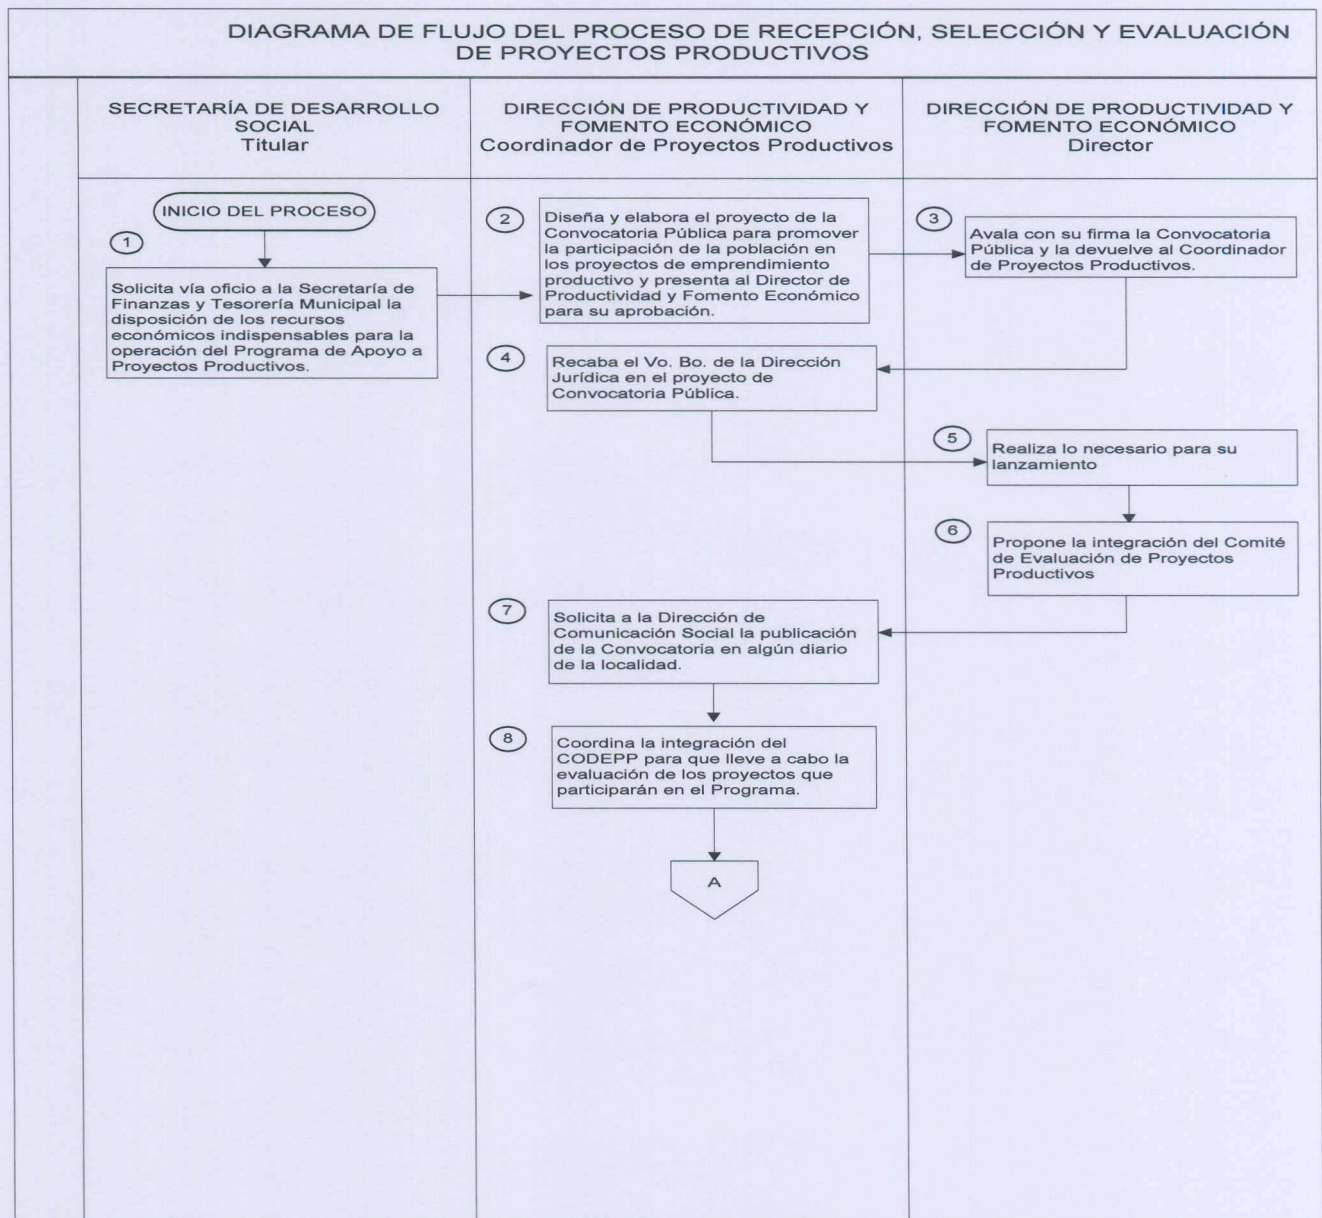 DIAGRAMA DE FLUJO DEL PROCESO DE RECEPCIÓN, SELECCIÓN Y EVALUACIÓN
DE PROYECTOS PRODUCTIVOS
SECRETARÍA DE DESARROLLO
SOCIAL
Titular
DIRECCIÓN DE PRODUCTIVIDAD Y
FOMENTO ECONÓMICO
Coordinador de Proyectos Productivos
DIRECCIÓN DE PRODUCTIVIDAD Y
FOMENTO ECONÓMICO
Director
INICIO DEL PROCESO
1
Solicita vía oficio a la Secretaría de
Finanzas y Tesorería Municipal la
disposición de los recursos
económicos indispensables para la
operación del Programa de Apoyo a
Proyectos Productivos.
2
Diseña y elabora el proyecto de la
Convocatoria Pública para promover
la participación de la población en
los proyectos de emprendimiento
productivo y presenta al Director de
Productividad y Fomento Económico
para su aprobación.
3
Avala con su firma la Convocatoria
Pública y la devuelve al Coordinador
de Proyectos Productivos.
4
Recaba el Vo. Bo. de la Dirección
Jurídica en el proyecto de
Convocatoria Pública.
5
Realiza lo necesario para su
lanzamiento
6
Propone la integración del Comité
de Evaluación de Proyectos
Productivos
7
Solicita a la Dirección de
Comunicación Social la publicación
de la Convocatoría en algún diario
de la localidad.
8
Coordina la integración del
CODEPP para que lleve a cabo la
evaluación de los proyectos que
participarán en el Programa.
A